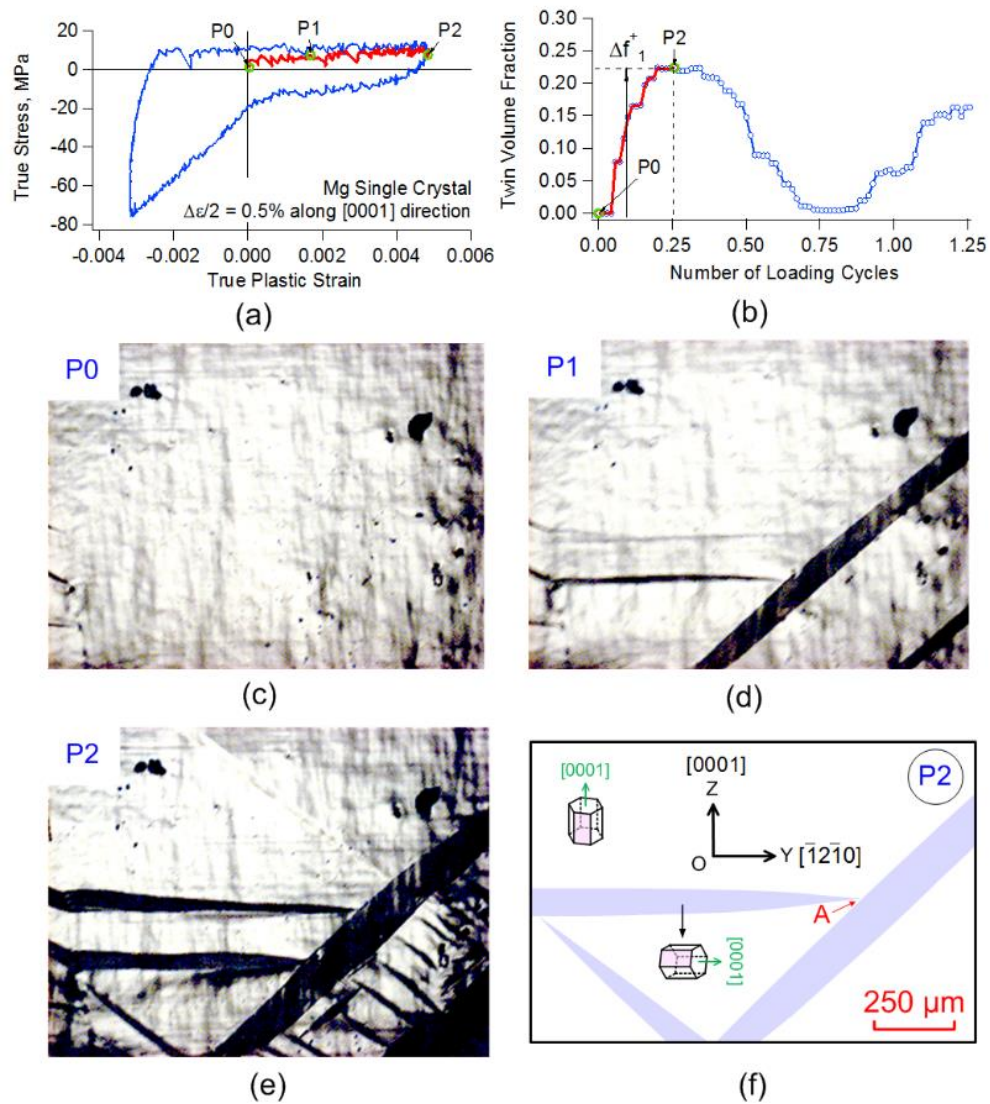 P0 P1 P2
True Stress, MPa
20
0
-20
-40
-60
-80
Mg Single Crystal
Δε/2 = 0.5% along [0001] direction
-0.004 -0.002 0.000 0.002 0.004 0.006
True Plastic Strain
(a)
Twin Volume Fraction
0.30
0.25
0.20
0.15
0.10
0.05
0.00
Δf⁺₁ P2
P0
0.00 0.25 0.50 0.75 1.00 1.25
Number of Loading Cycles
(b)
P0
(c)
P1
(d)
P2
(e)
[0001] [0001] P2
Z
O Y [1̅21̅0]
A
[0001]
250 µm
(f)